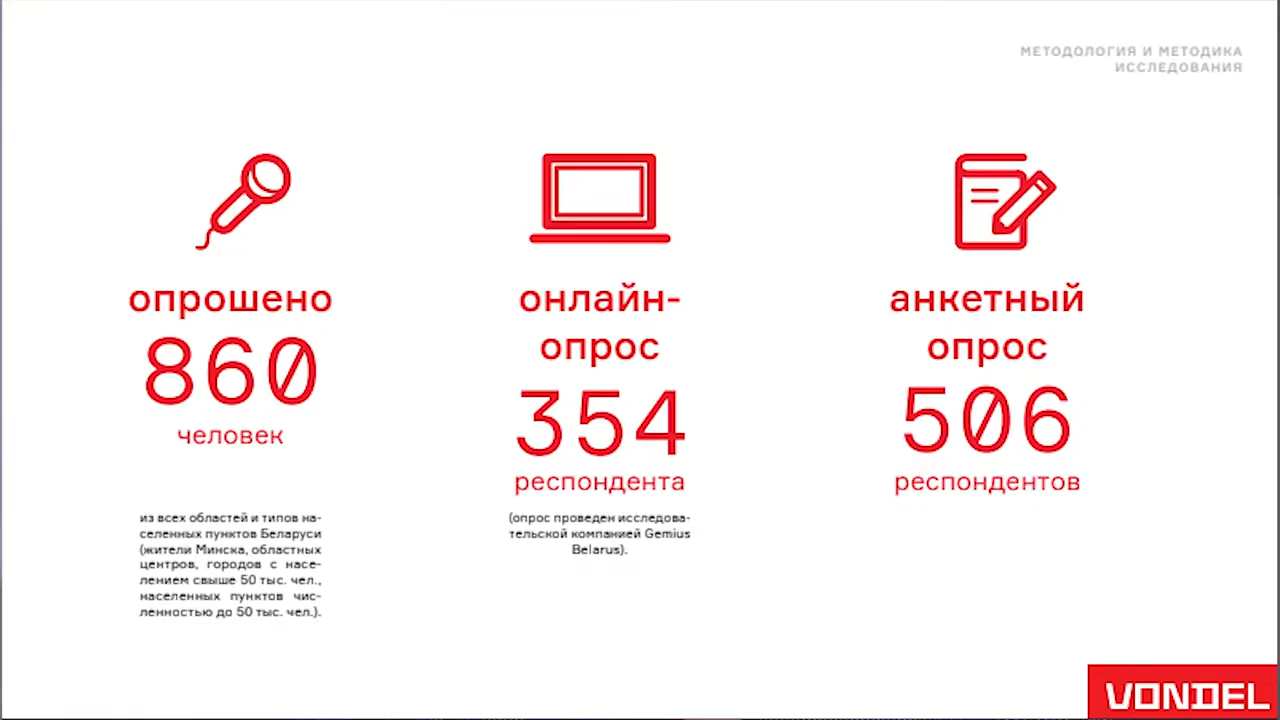 МЕТОДОЛОГИЯ И МЕТОДИКА
ИССЛЕДОВАНИЯ
опрошено
860
человек
из всех областей и типов на-
селенных пунктов Беларуси
(жители Минска, областных
центров, городов с насе-
лением свыше 50 тыс. чел.,
населенных пунктов чис-
ленностью до 50 тыс. чел.).
онлайн-
опрос
354
респондента
(опрос проведен исследова-
тельской компанией Gemius
Belarus).
анкетный
опрос
506
респондентов
VONDEL